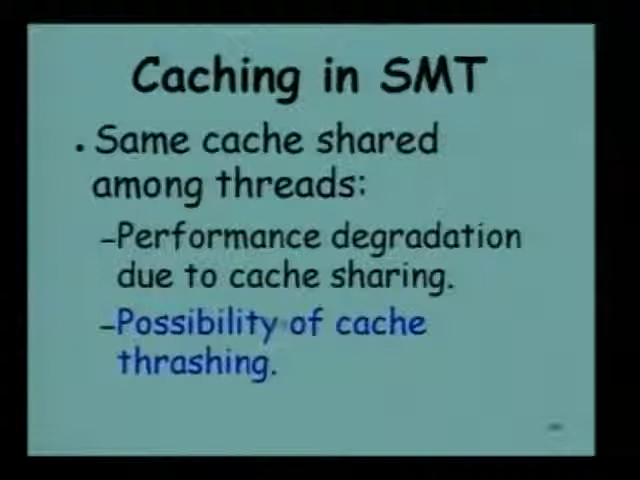 Caching in SMT
• Same cache shared
among threads:
–Performance degradation
due to cache sharing.
–Possibility of cache
thrashing.